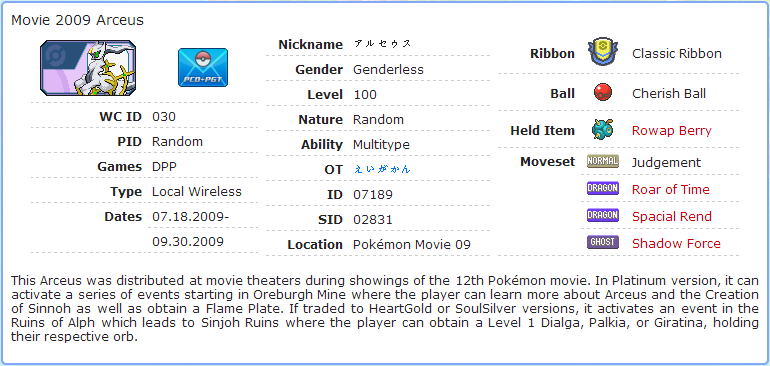 Movie 2009 Arceus
PCD·PGT
WC ID 030
PID Random
Games DPP
Type Local Wireless
Dates 07.18.2009-
09.30.2009
Nickname アルセウス
Gender Genderless
Level 100
Nature Random
Ability Multitype
OT えいがかん
ID 07189
SID 02831
Location Pokémon Movie 09
Ribbon Classic Ribbon
Ball Cherish Ball
Held Item Rowap Berry
Moveset NORMAL Judgement
DRAGON Roar of Time
DRAGON Spacial Rend
GHOST Shadow Force
This Arceus was distributed at movie theaters during showings of the 12th Pokémon movie. In Platinum version, it can
activate a series of events starting in Oreburgh Mine where the player can learn more about Arceus and the Creation
of Sinnoh as well as obtain a Flame Plate. If traded to HeartGold or SoulSilver versions, it activates an event in the
Ruins of Alph which leads to Sinjoh Ruins where the player can obtain a Level 1 Dialga, Palkia, or Giratina, holding
their respective orb.